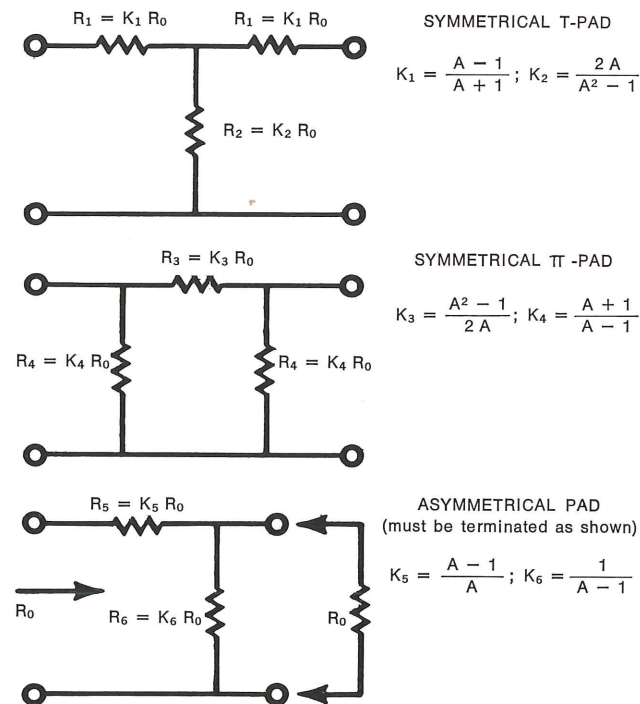 R₁ = K₁ R₀
R₁ = K₁ R₀
R₂ = K₂ R₀
SYMMETRICAL T-PAD
K₁ = (A − 1)/(A + 1) ; K₂ = 2 A/(A² − 1)
R₃ = K₃ R₀
R₄ = K₄ R₀
R₄ = K₄ R₀
SYMMETRICAL π -PAD
K₃ = (A² − 1)/(2 A) ; K₄ = (A + 1)/(A − 1)
R₅ = K₅ R₀
R₀
R₆ = K₆ R₀
R₀
ASYMMETRICAL PAD
(must be terminated as shown)
K₅ = (A − 1)/A ; K₆ = 1/(A − 1)